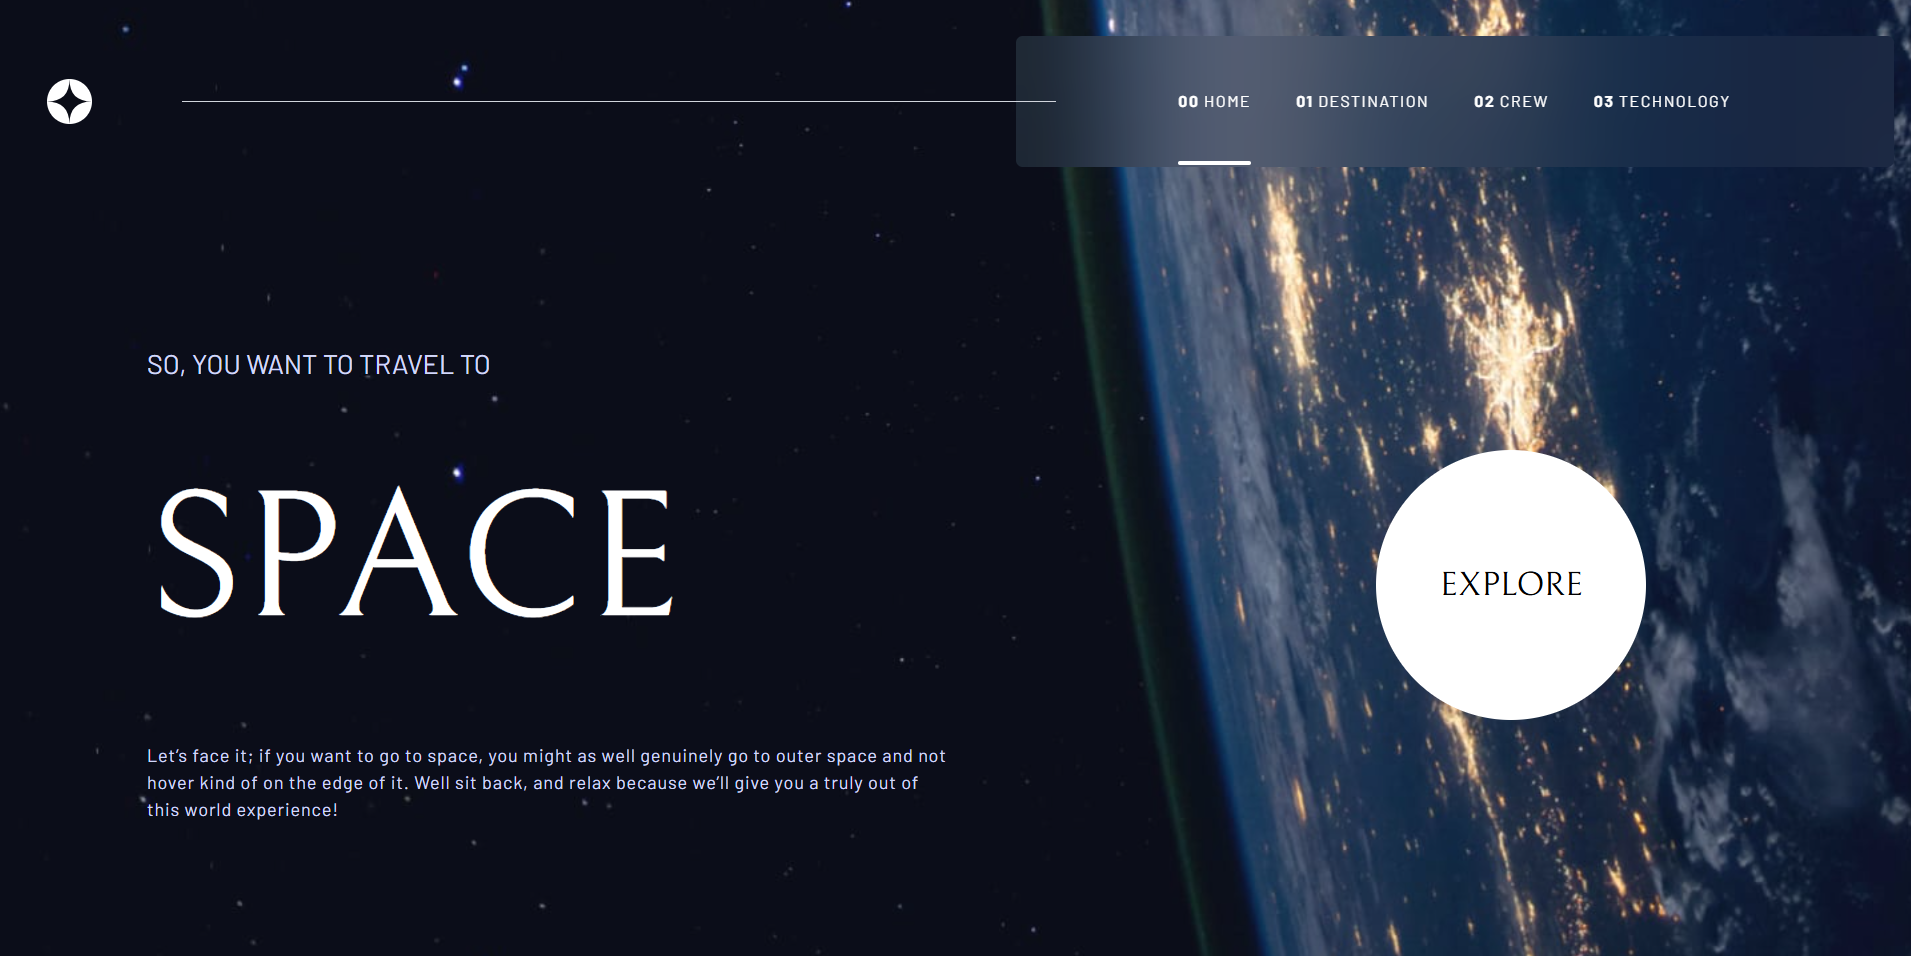 00 HOME 01 DESTINATION 02 CREW 03 TECHNOLOGY
SO, YOU WANT TO TRAVEL TO
SPACE
EXPLORE
Let’s face it; if you want to go to space, you might as well genuinely go to outer space and not
hover kind of on the edge of it. Well sit back, and relax because we’ll give you a truly out of
this world experience!